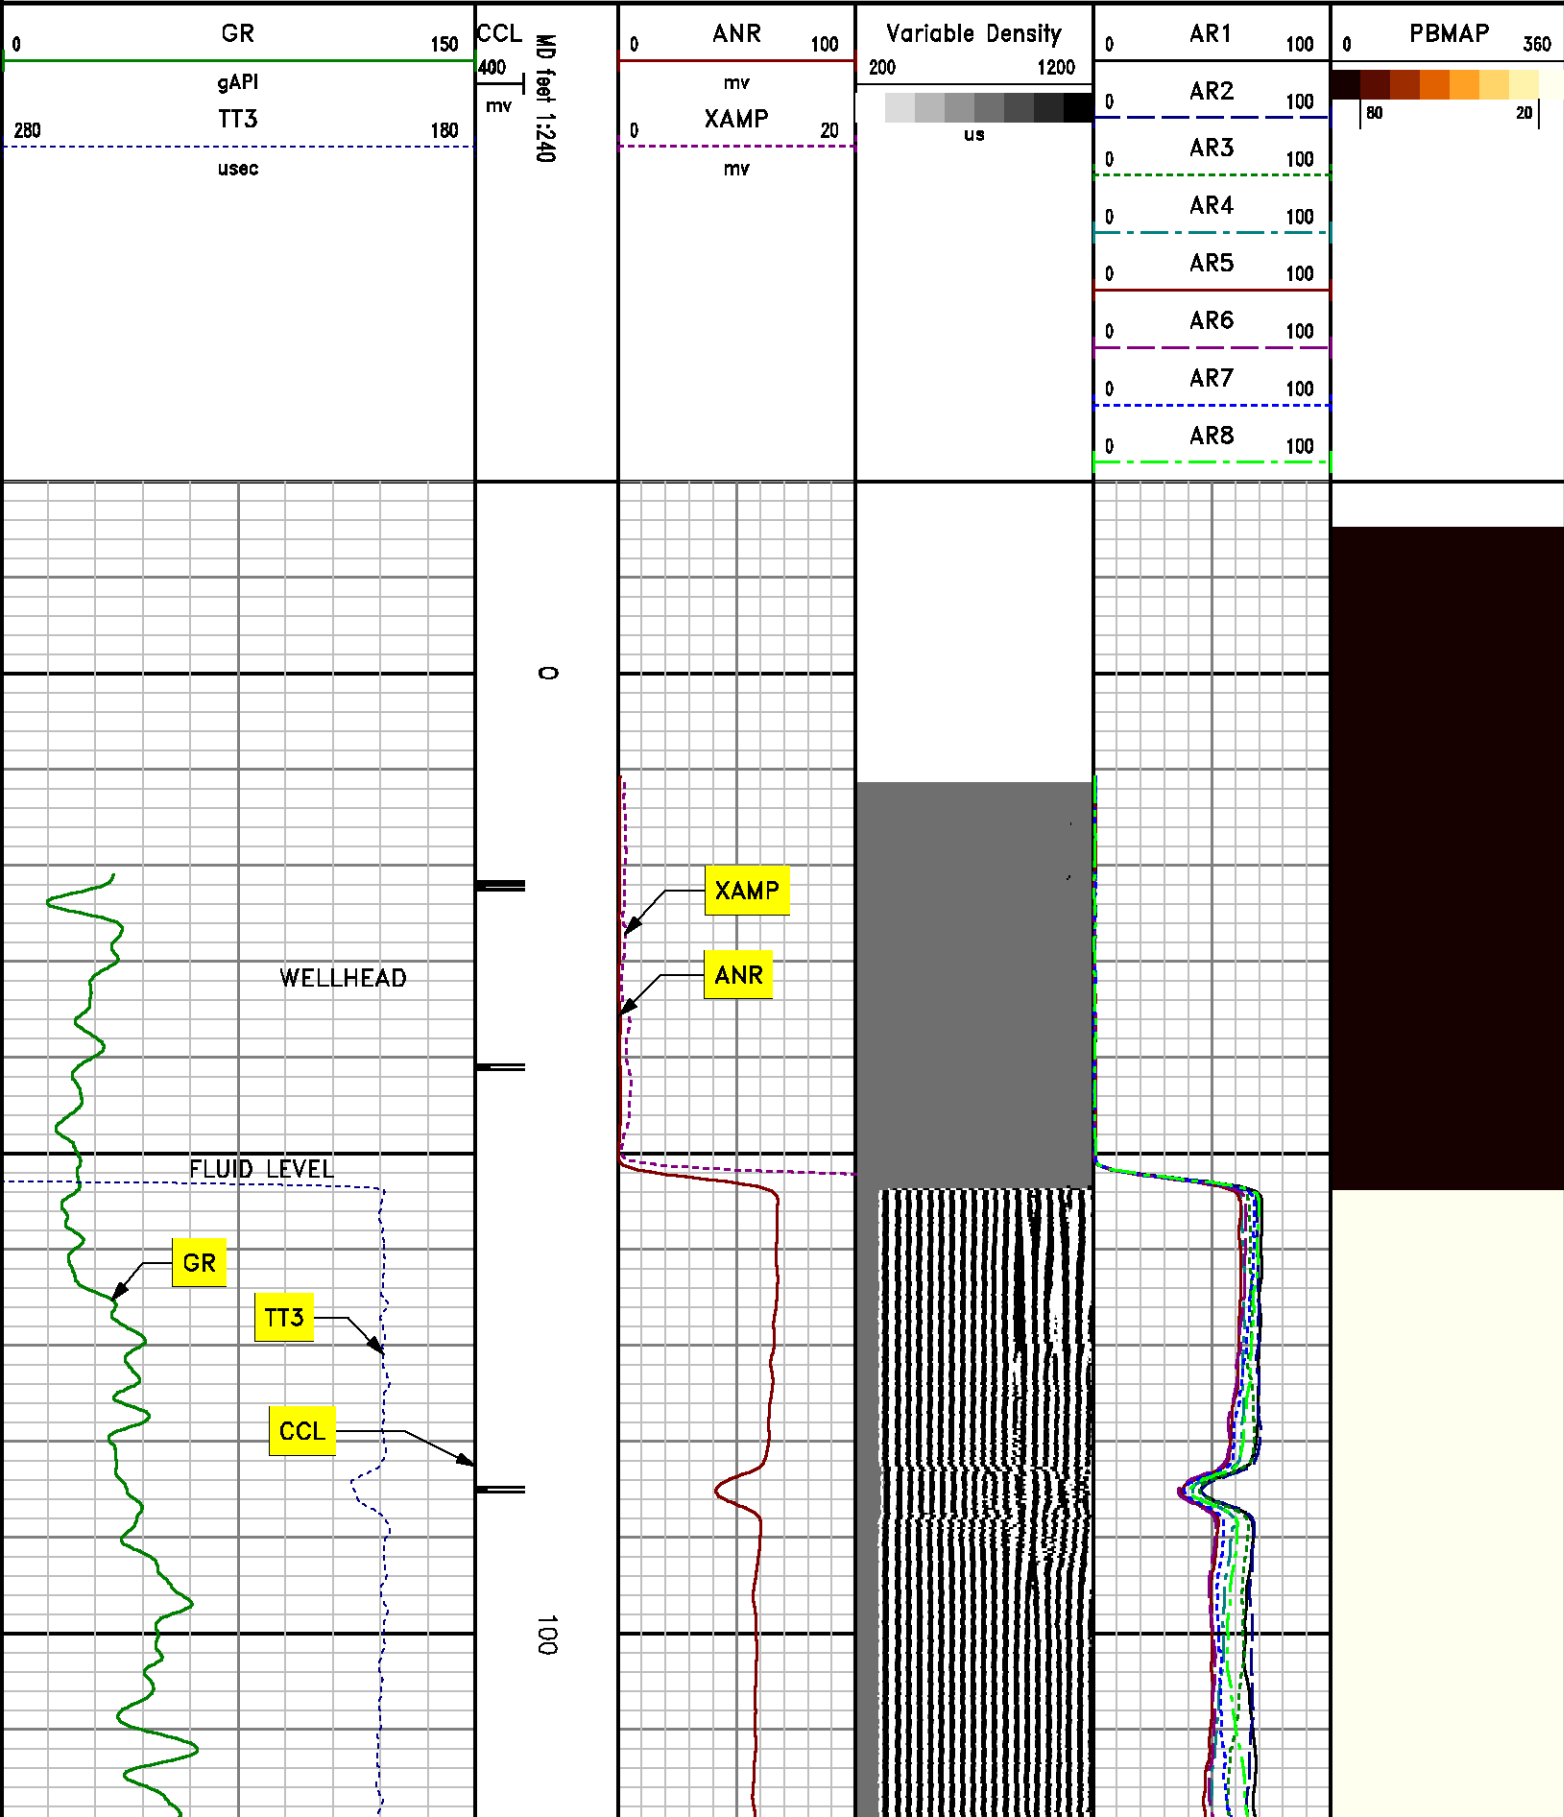 GR
0 150
gAPI
TT3
280 180
usec
CCL
400
mv
MD feet 1:240
ANR
0 100
mv
XAMP
0 20
mv
Variable Density
200 1200
us
AR1
0 100
AR2
0 100
AR3
0 100
AR4
0 100
AR5
0 100
AR6
0 100
AR7
0 100
AR8
0 100
PBMAP
0 360
80 20
0
XAMP
ANR
WELLHEAD
FLUID LEVEL
GR
TT3
CCL
100